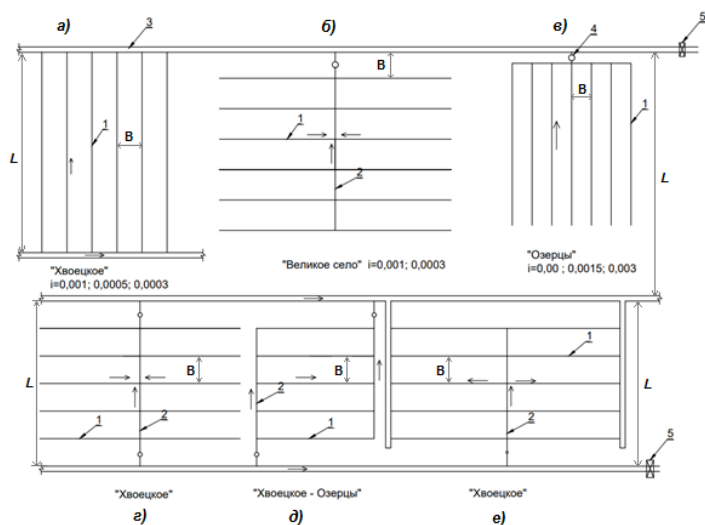 а) 3 б) в) 4 5
B
1 B 1 B 1
L 2 L
"Хвоецкое"
i=0,001; 0,0005; 0,0003
"Великое село" i=0,001; 0,0003
"Озерцы"
i=0,00 ; 0,0015; 0,003
L B B B 1 L
2
1 2 1 2 5
"Хвоецкое" "Хвоецкое - Озерцы" "Хвоецкое"
г) д) е)